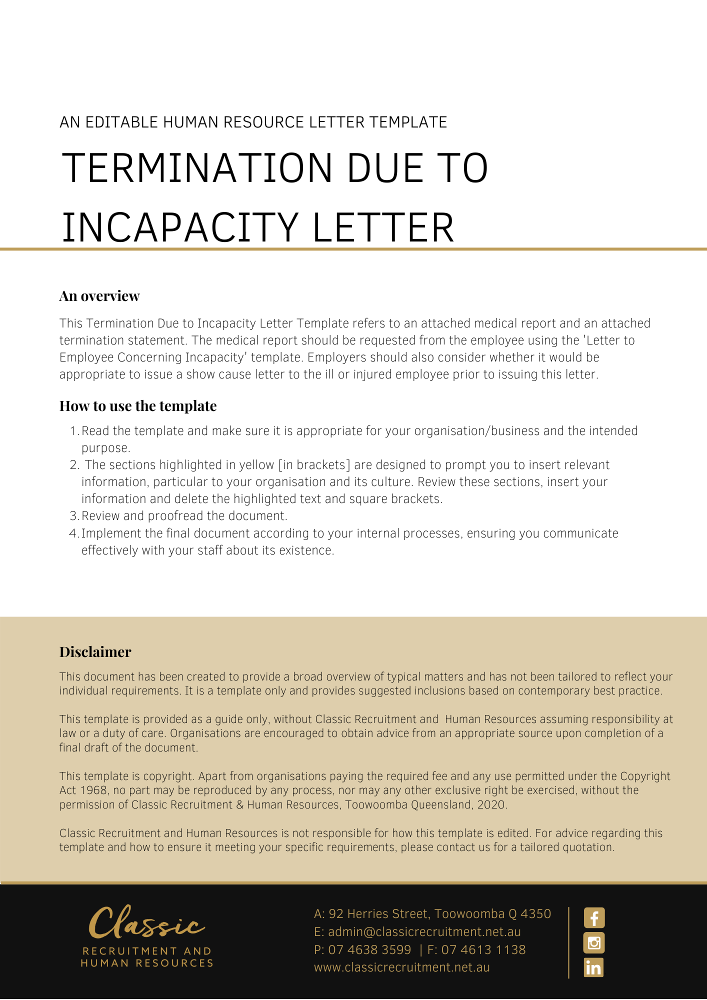 AN EDITABLE HUMAN RESOURCE LETTER TEMPLATE
TERMINATION DUE TO
INCAPACITY LETTER
An overview
This Termination Due to Incapacity Letter Template refers to an attached medical report and an attached
termination statement. The medical report should be requested from the employee using the 'Letter to
Employee Concerning Incapacity' template. Employers should also consider whether it would be
appropriate to issue a show cause letter to the ill or injured employee prior to issuing this letter.
How to use the template
1. Read the template and make sure it is appropriate for your organisation/business and the intended
purpose.
2. The sections highlighted in yellow [in brackets] are designed to prompt you to insert relevant
information, particular to your organisation and its culture. Review these sections, insert your
information and delete the highlighted text and square brackets.
3. Review and proofread the document.
4. Implement the final document according to your internal processes, ensuring you communicate
effectively with your staff about its existence.
Disclaimer
This document has been created to provide a broad overview of typical matters and has not been tailored to reflect your
individual requirements. It is a template only and provides suggested inclusions based on contemporary best practice.
This template is provided as a guide only, without Classic Recruitment and Human Resources assuming responsibility at
law or a duty of care. Organisations are encouraged to obtain advice from an appropriate source upon completion of a
final draft of the document.
This template is copyright. Apart from organisations paying the required fee and any use permitted under the Copyright
Act 1968, no part may be reproduced by any process, nor may any other exclusive right be exercised, without the
permission of Classic Recruitment & Human Resources, Toowoomba Queensland, 2020.
Classic Recruitment and Human Resources is not responsible for how this template is edited. For advice regarding this
template and how to ensure it meeting your specific requirements, please contact us for a tailored quotation.
Classic
RECRUITMENT AND
HUMAN RESOURCES
A: 92 Herries Street, Toowoomba Q 4350
E: admin@classicrecruitment.net.au
P: 07 4638 3599 | F: 07 4613 1138
www.classicrecruitment.net.au